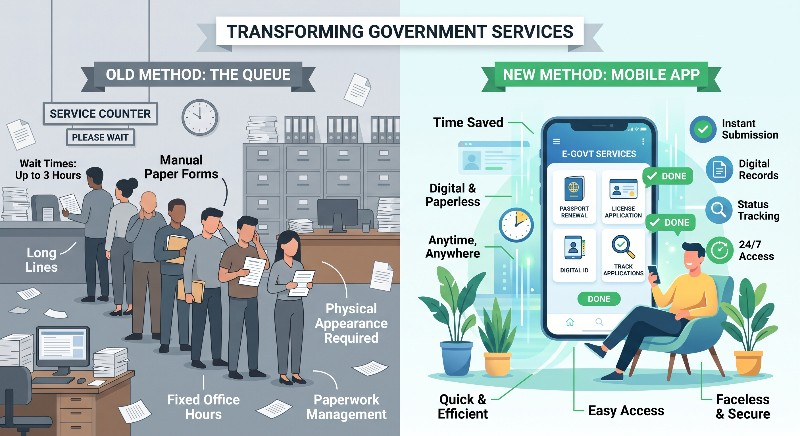 TRANSFORMING GOVERNMENT SERVICES
OLD METHOD: THE QUEUE
SERVICE COUNTER
PLEASE WAIT
Wait Times:
Up to 3 Hours
Manual
Paper Forms
Long
Lines
Physical
Appearance
Required
Fixed Office
Hours
Paperwork
Management
NEW METHOD: MOBILE APP
Time Saved
Digital &
Paperless
Anytime,
Anywhere
Quick &
Efficient
E-GOVT SERVICES
PASSPORT
RENEWAL
LICENSE
APPLICATION
DIGITAL ID
TRACK
APPLICATIONS
DONE
DONE
DONE
Instant
Submission
Digital
Records
Status
Tracking
24/7
Access
Easy Access
Faceless
& Secure